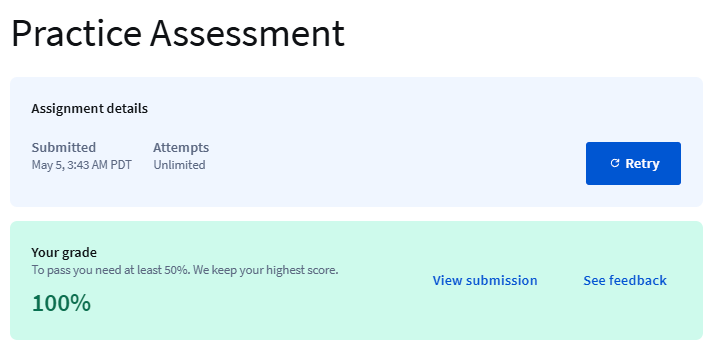 Practice Assessment
Assignment details
Submitted
May 5, 3:43 AM PDT
Attempts
Unlimited
Retry
Your grade
To pass you need at least 50%. We keep your highest score.
100%
View submission
See feedback